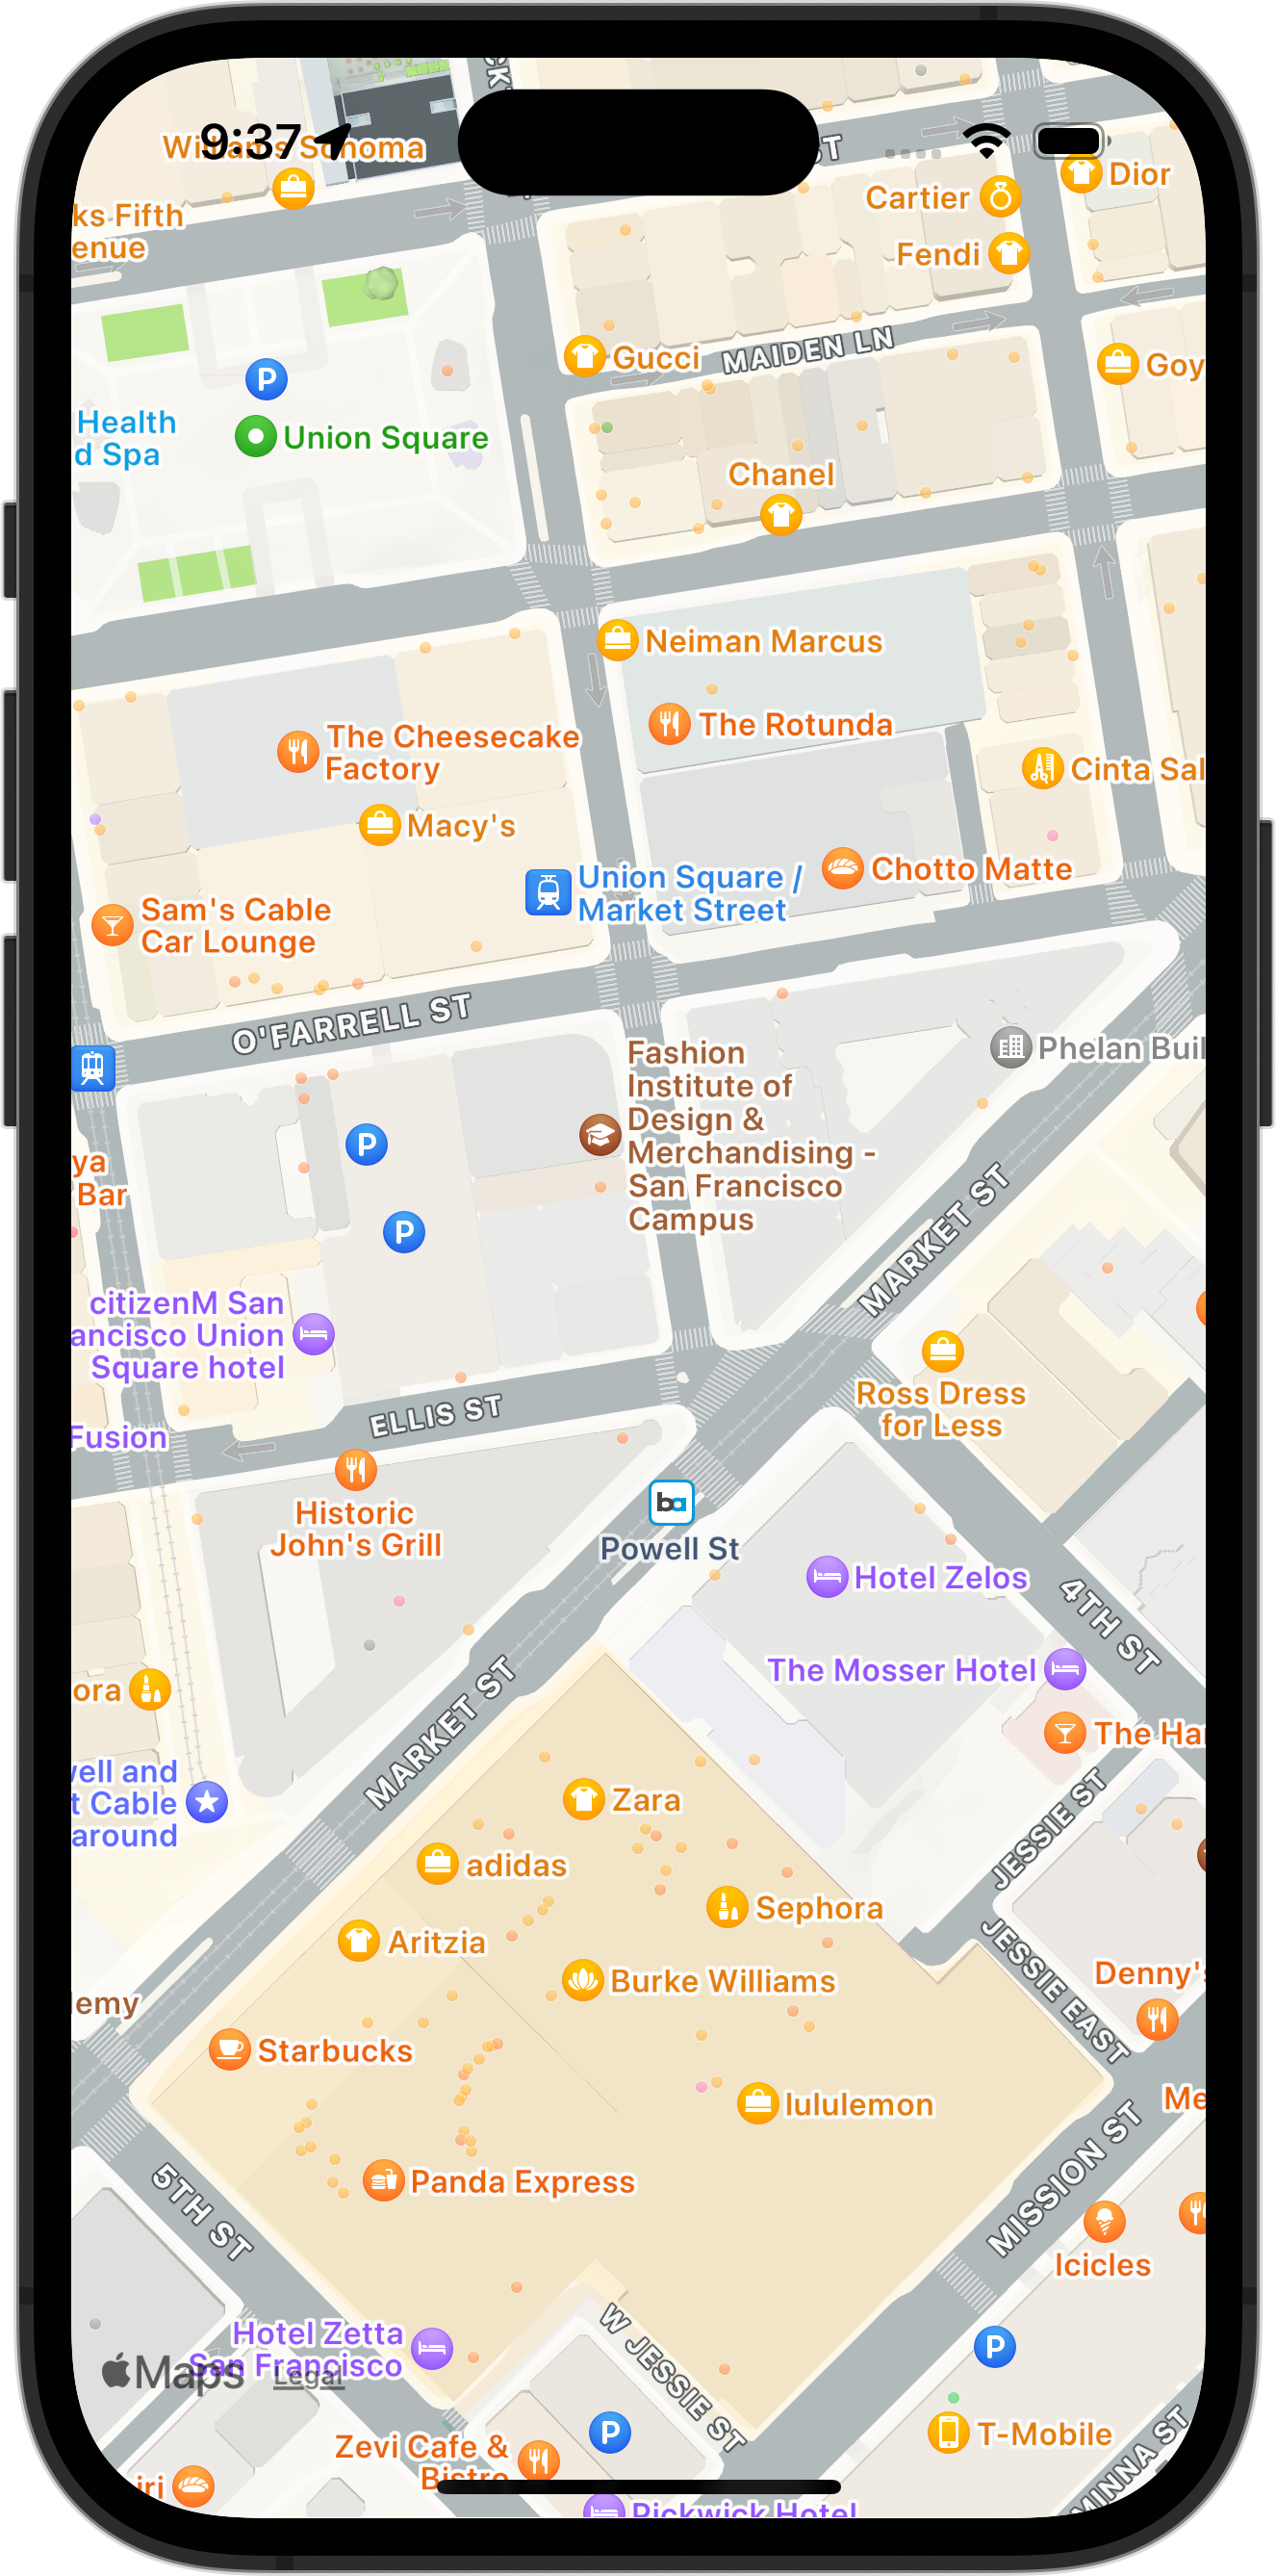 9:37
Williams Sonoma
ST
Cartier
Dior
ks Fifth
enue
Fendi
Gucci
MAIDEN LN
Goy
P
Health
d Spa
Union Square
Chanel
Neiman Marcus
The Rotunda
The Cheesecake
Factory
Cinta Sal
Macy's
Union Square /
Market Street
Chotto Matte
Sam's Cable
Car Lounge
O'FARRELL ST
Phelan Buil
Fashion
Institute of
Design &
Merchandising -
San Francisco
Campus
P
ya
Bar
P
MARKET ST
citizenM San
ancisco Union
Square hotel
Ross Dress
for Less
ELLIS ST
Fusion
Historic
John's Grill
ba
Powell St
Hotel Zelos
4TH ST
The Mosser Hotel
ora
MARKET ST
The Har
vell and
t Cable
around
Zara
JESSIE ST
adidas
Sephora
Aritzia
Burke Williams
JESSIE EAST
Denny's
lemy
Starbucks
lululemon
Me
Panda Express
5TH ST
MISSION ST
Icicles
Hotel Zetta
San Francisco
W JESSIE ST
P
Maps
Legal
T-Mobile
P
Zevi Cafe &
Bistro
MINNA ST
iri
Pickwick Hotel